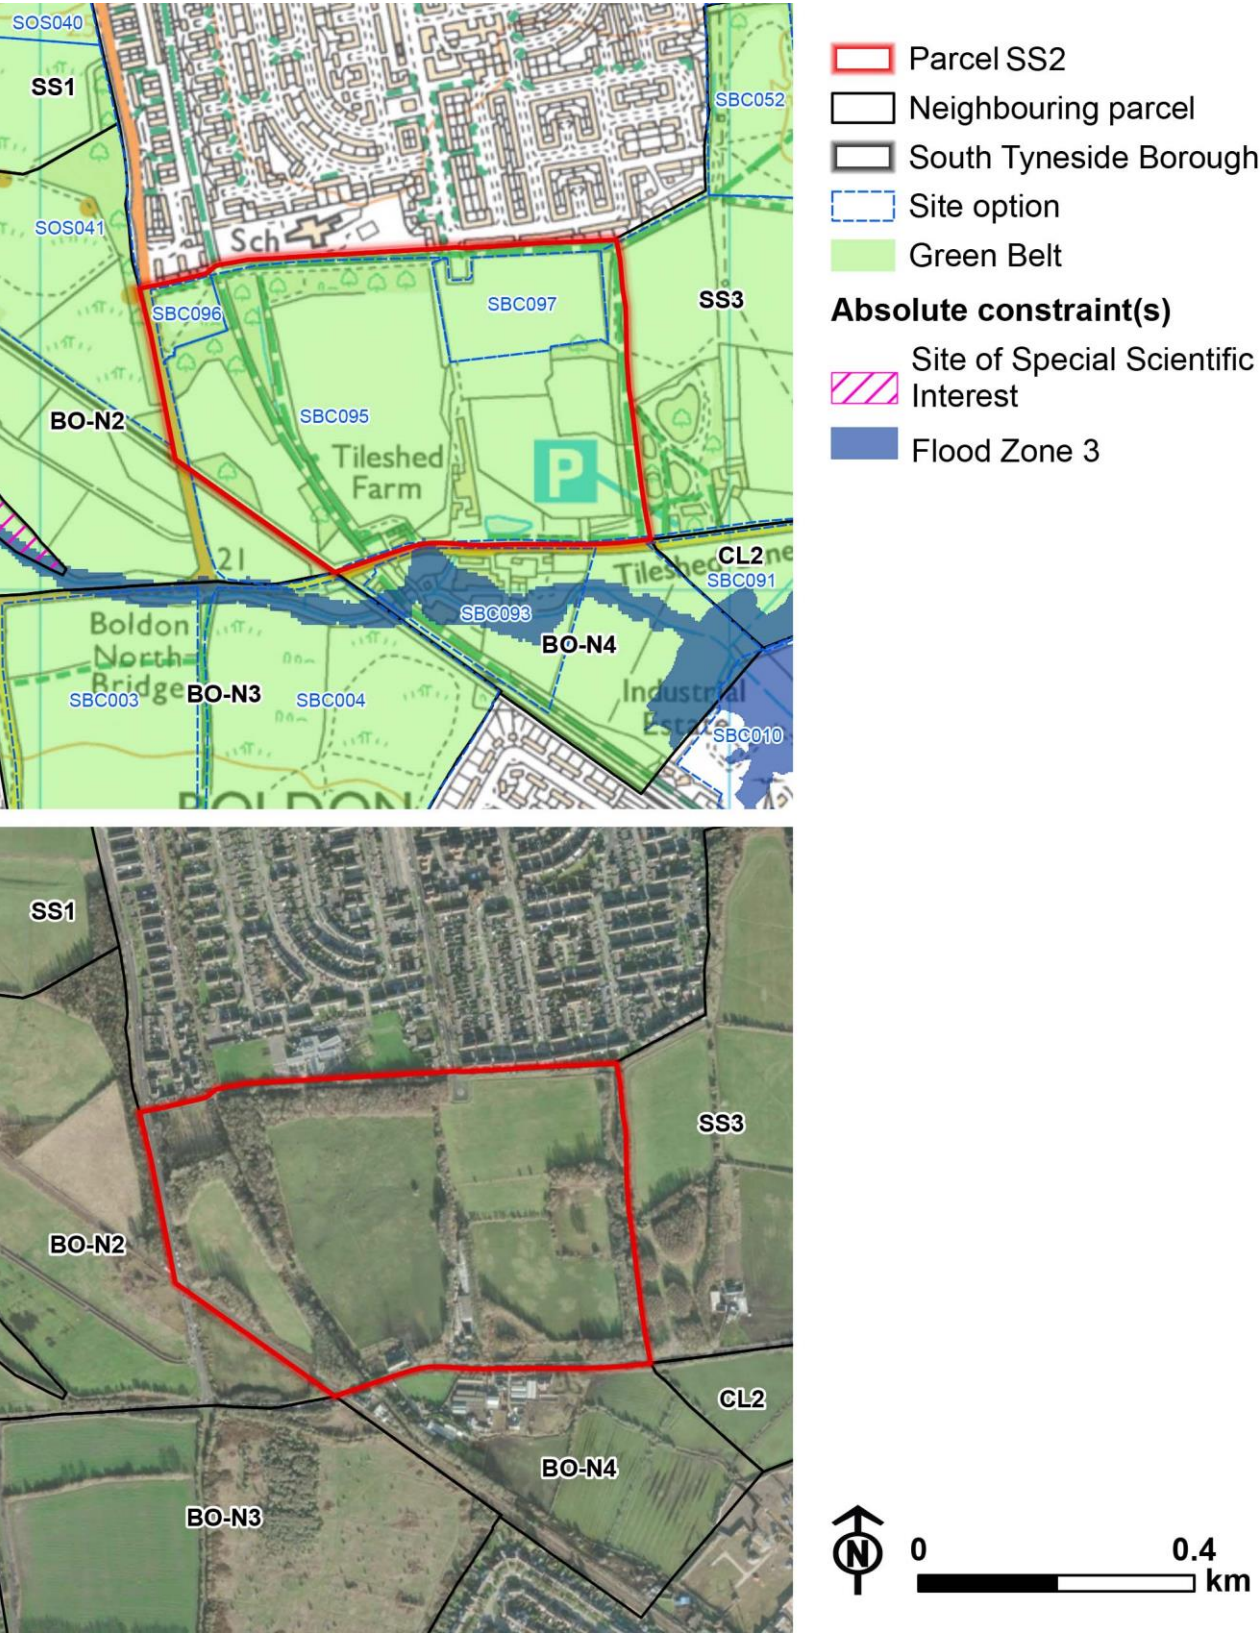 SOS040
SS1
SBC052
SOS041
Sch
SBC096
SBC097
SS3
BO-N2
SBC095
Tileshed
Farm
P
21
CL2
Tileshed
SBC091
SBC093
Boldon
North
Bridge
BO-N4
SBC003
BO-N3
SBC004
Industrial
Estate
SBC010
BOLDON
Parcel SS2
Neighbouring parcel
South Tyneside Borough
Site option
Green Belt
Absolute constraint(s)
Site of Special Scientific
Interest
Flood Zone 3
SS1
SS3
BO-N2
CL2
BO-N4
BO-N3
N
0 0.4
km